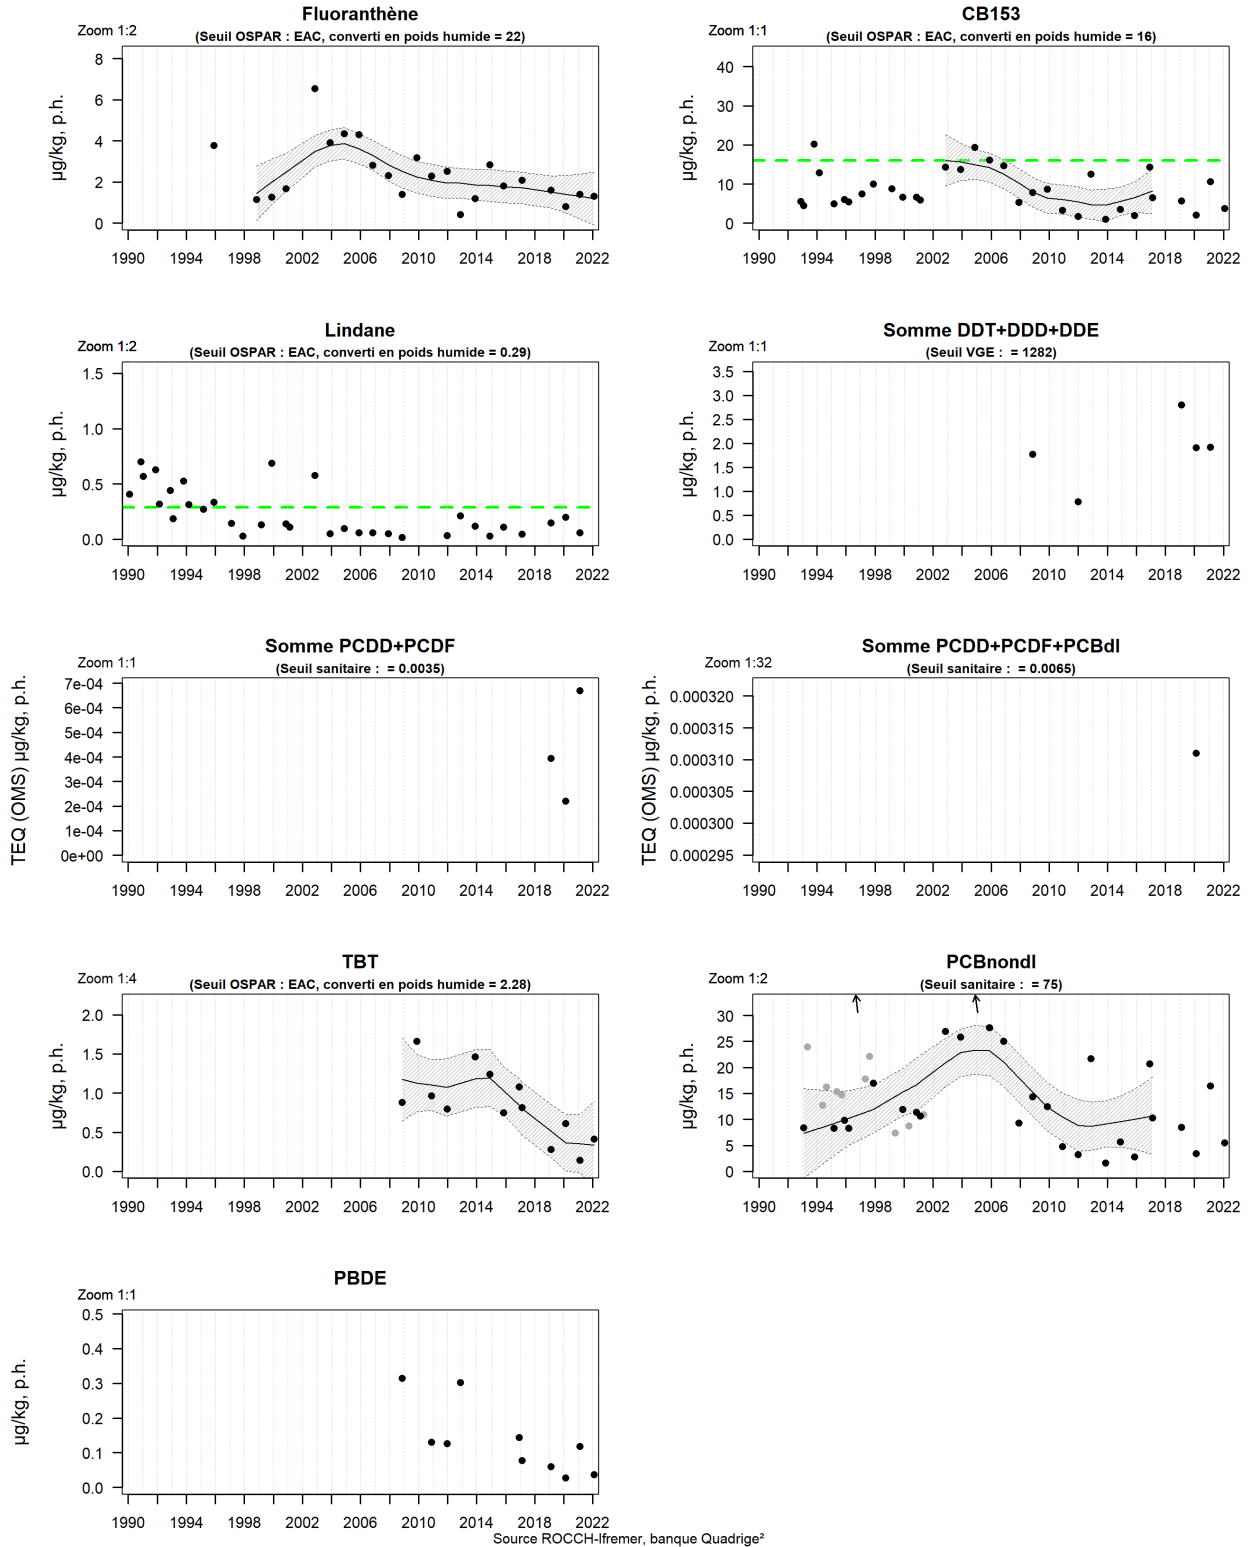 Fluoranthène
Zoom 1:2
(Seuil OSPAR : EAC, converti en poids humide = 22)
µg/kg, p.h.
8
6
4
2
0
1990 1994 1998 2002 2006 2010 2014 2018 2022
CB153
Zoom 1:1
(Seuil OSPAR : EAC, converti en poids humide = 16)
µg/kg, p.h.
40
30
20
10
0
1990 1994 1998 2002 2006 2010 2014 2018 2022
Lindane
Zoom 1:2
(Seuil OSPAR : EAC, converti en poids humide = 0.29)
µg/kg, p.h.
1.5
1.0
0.5
0.0
1990 1994 1998 2002 2006 2010 2014 2018 2022
Somme DDT+DDD+DDE
Zoom 1:1
(Seuil VGE :  = 1282)
µg/kg, p.h.
3.5
3.0
2.5
2.0
1.5
1.0
0.5
0.0
1990 1994 1998 2002 2006 2010 2014 2018 2022
Somme PCDD+PCDF
Zoom 1:1
(Seuil sanitaire :  = 0.0035)
TEQ (OMS) µg/kg, p.h.
7e-04
6e-04
5e-04
4e-04
3e-04
2e-04
1e-04
0e+00
1990 1994 1998 2002 2006 2010 2014 2018 2022
Somme PCDD+PCDF+PCBdl
Zoom 1:32
(Seuil sanitaire :  = 0.0065)
TEQ (OMS) µg/kg, p.h.
0.000320
0.000315
0.000310
0.000305
0.000300
0.000295
1990 1994 1998 2002 2006 2010 2014 2018 2022
TBT
Zoom 1:4
(Seuil OSPAR : EAC, converti en poids humide = 2.28)
µg/kg, p.h.
2.0
1.5
1.0
0.5
0.0
1990 1994 1998 2002 2006 2010 2014 2018 2022
PCBnondl
Zoom 1:2
(Seuil sanitaire :  = 75)
µg/kg, p.h.
30
25
20
15
10
5
0
1990 1994 1998 2002 2006 2010 2014 2018 2022
PBDE
Zoom 1:1
µg/kg, p.h.
0.5
0.4
0.3
0.2
0.1
0.0
1990 1994 1998 2002 2006 2010 2014 2018 2022
Source ROCCH-Ifremer, banque Quadrige²